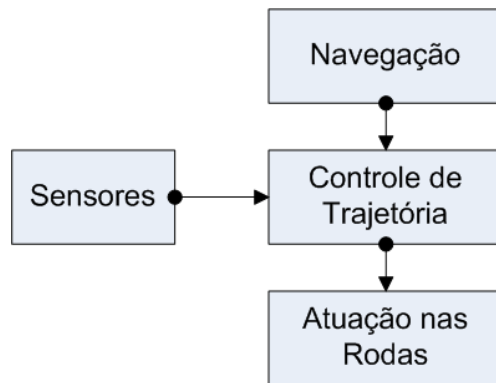 Navegação
Sensores
Controle de
Trajetória
Atuação nas
Rodas